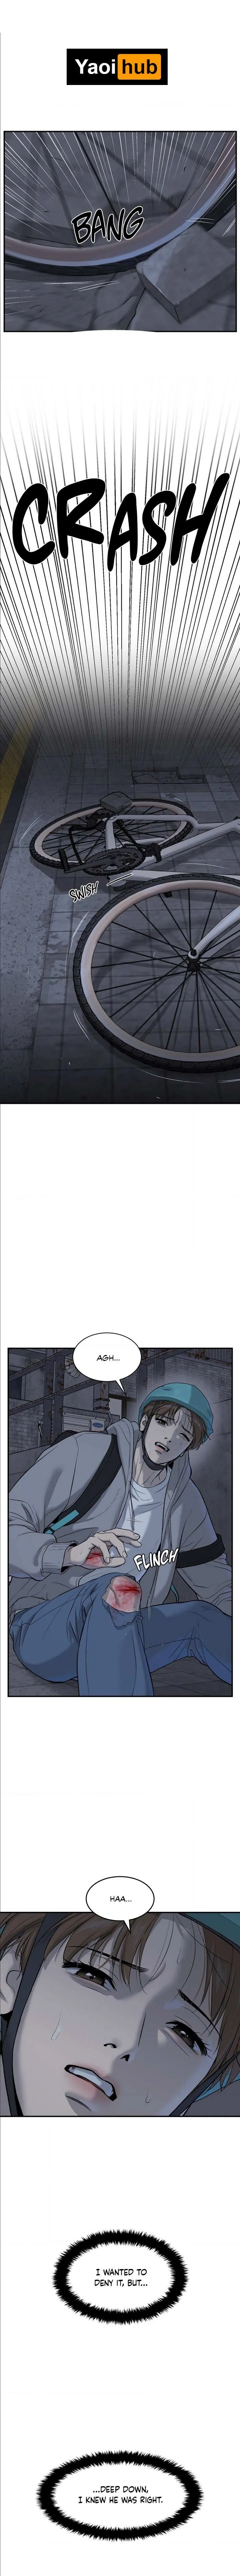 Yaoi hub
BANG
CRASH
SWISH
AGH...
FLINCH
HAA...
I WANTED TO
DENY IT, BUT...
...DEEP DOWN,
I KNEW HE WAS RIGHT.